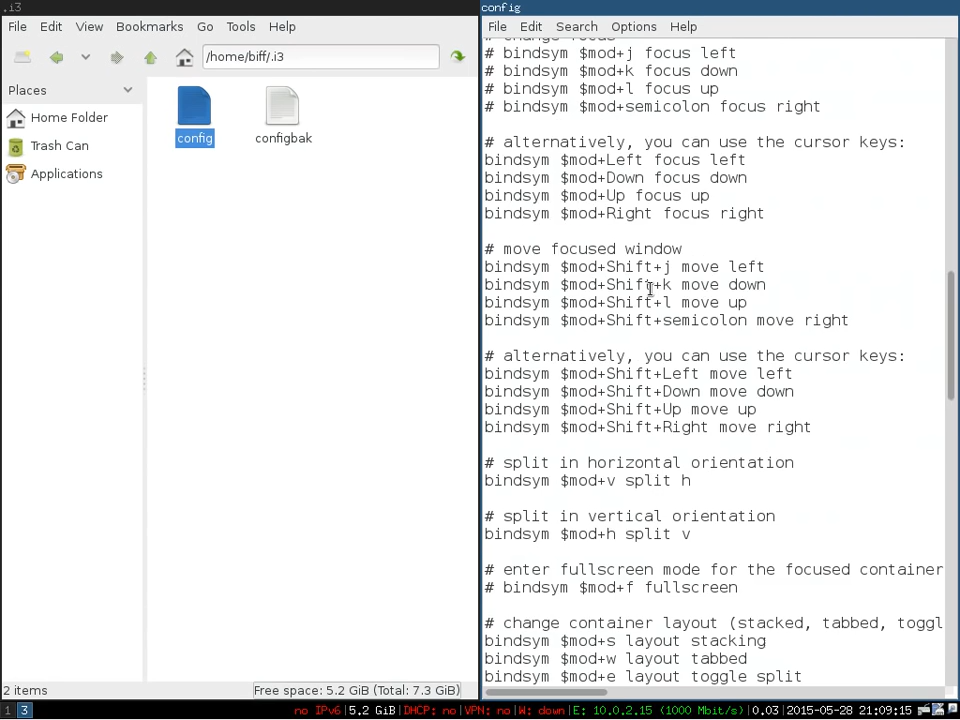 .i3
File Edit View Bookmarks Go Tools Help
/home/biff/.i3
Places
Home Folder
Trash Can
Applications
config
configbak
2 items
Free space: 5.2 GiB (Total: 7.3 GiB)
config
File Edit Search Options Help
# change focus
# bindsym $mod+j focus left
# bindsym $mod+k focus down
# bindsym $mod+l focus up
# bindsym $mod+semicolon focus right
# alternatively, you can use the cursor keys:
bindsym $mod+Left focus left
bindsym $mod+Down focus down
bindsym $mod+Up focus up
bindsym $mod+Right focus right
# move focused window
bindsym $mod+Shift+j move left
bindsym $mod+Shift+k move down
bindsym $mod+Shift+l move up
bindsym $mod+Shift+semicolon move right
# alternatively, you can use the cursor keys:
bindsym $mod+Shift+Left move left
bindsym $mod+Shift+Down move down
bindsym $mod+Shift+Up move up
bindsym $mod+Shift+Right move right
# split in horizontal orientation
bindsym $mod+v split h
# split in vertical orientation
bindsym $mod+h split v
# enter fullscreen mode for the focused container
# bindsym $mod+f fullscreen
# change container layout (stacked, tabbed, toggl
bindsym $mod+s layout stacking
bindsym $mod+w layout tabbed
bindsym $mod+e layout toggle split
1 3
no IPv6|5.2 GiB|DHCP: no|VPN: no|W: down|E: 10.0.2.15 (1000 Mbit/s)|0.03|2015-05-28 21:09:15